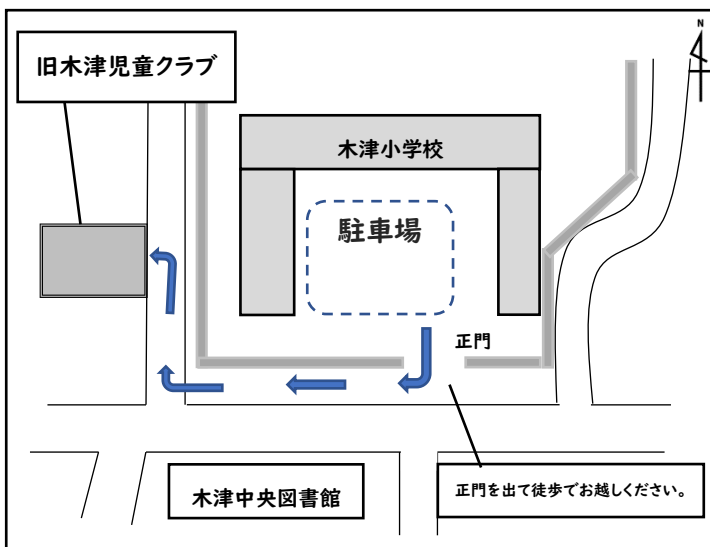 N
旧木津児童クラブ
木津小学校
駐車場
正門
木津中央図書館
正門を出て徒歩でお越しください。